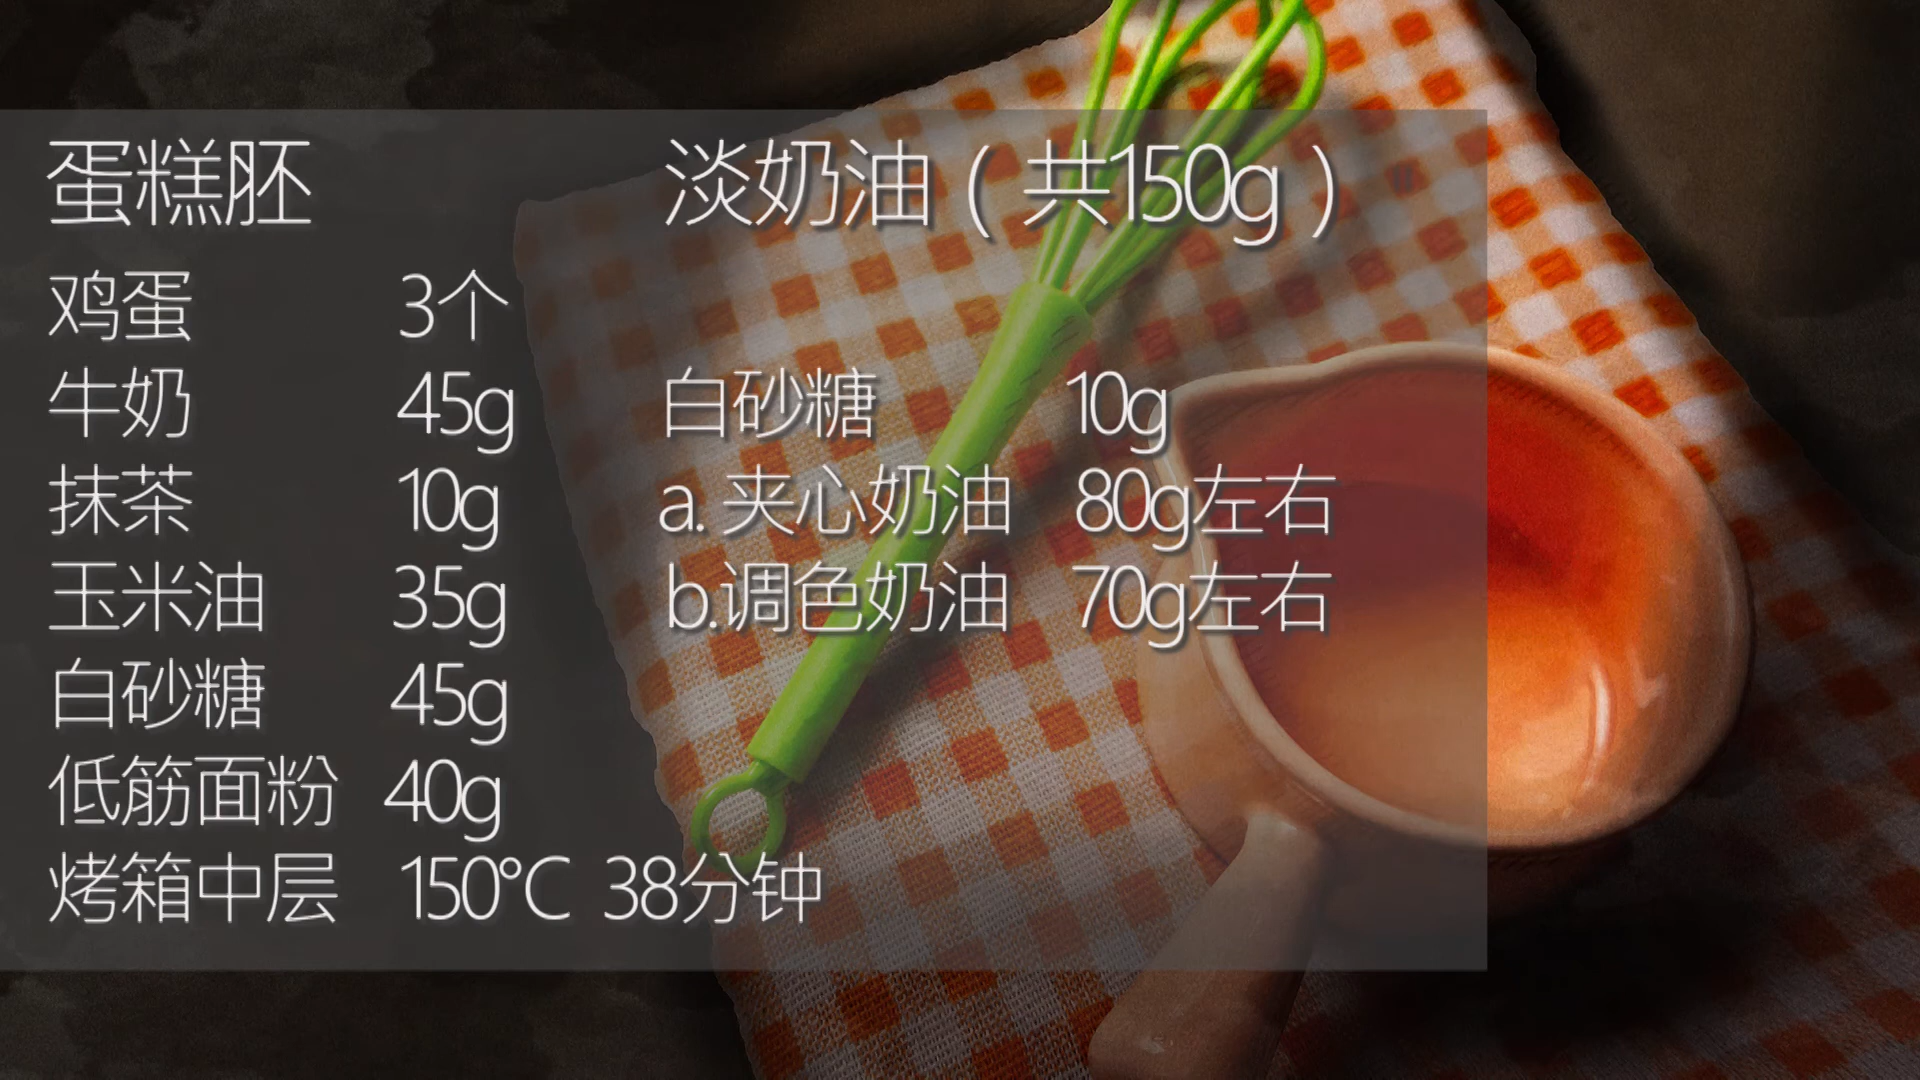 蛋糕胚
鸡蛋 3个
牛奶 45g
抹茶 10g
玉米油 35g
白砂糖 45g
低筋面粉 40g
烤箱中层 150℃ 38分钟
淡奶油（共150g）
白砂糖 10g
a. 夹心奶油 80g左右
b.调色奶油 70g左右